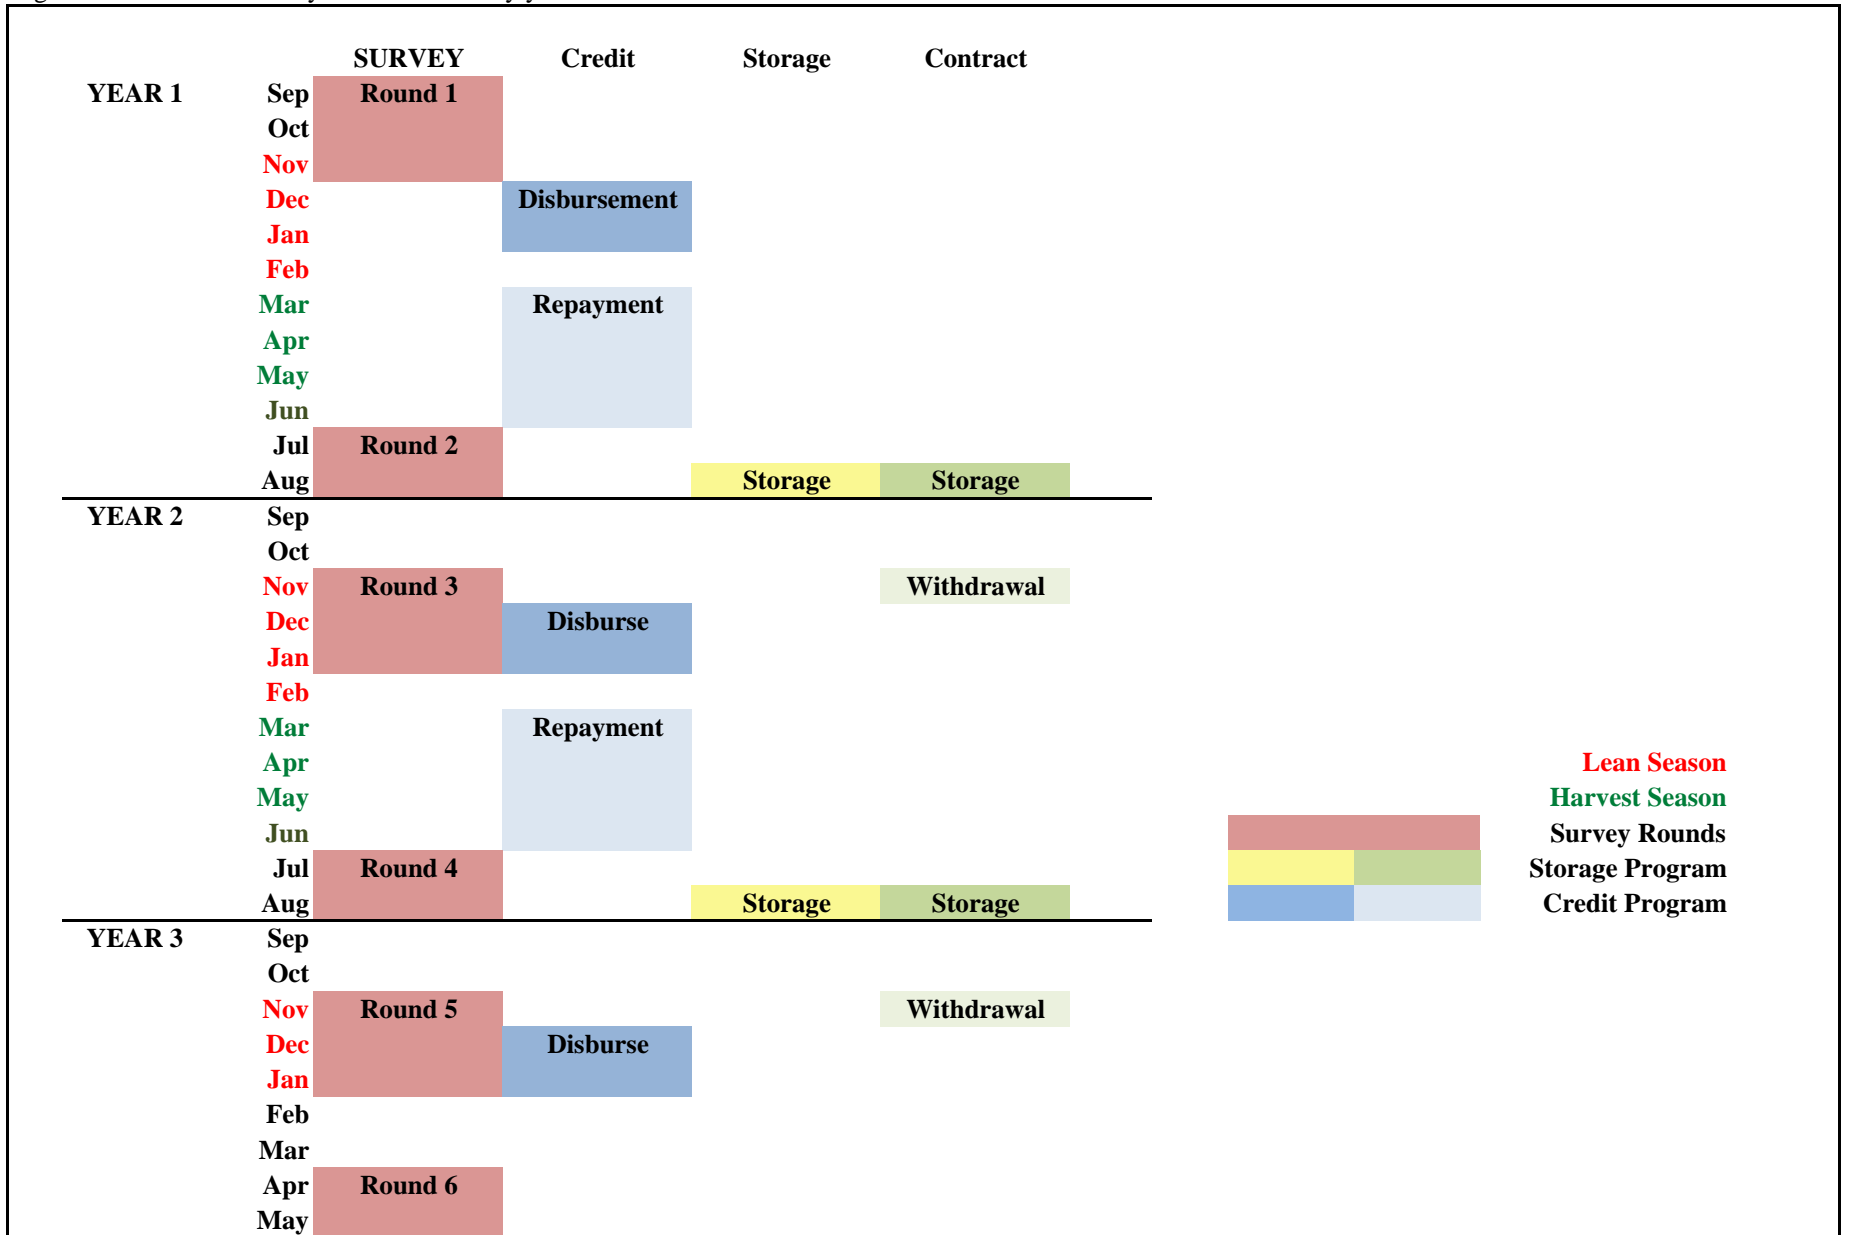 SURVEY Credit Storage Contract
YEAR 1 Sep Round 1
Oct
Nov
Dec Disbursement
Jan
Feb
Mar Repayment
Apr
May
Jun
Jul Round 2
Aug Storage Storage
YEAR 2 Sep
Oct
Nov Round 3 Withdrawal
Dec Disburse
Jan
Feb
Mar Repayment
Apr Lean Season
May Harvest Season
Jun Survey Rounds
Jul Round 4 Storage Program
Aug Storage Storage Credit Program
YEAR 3 Sep
Oct
Nov Round 5 Withdrawal
Dec Disburse
Jan
Feb
Mar
Apr Round 6
May